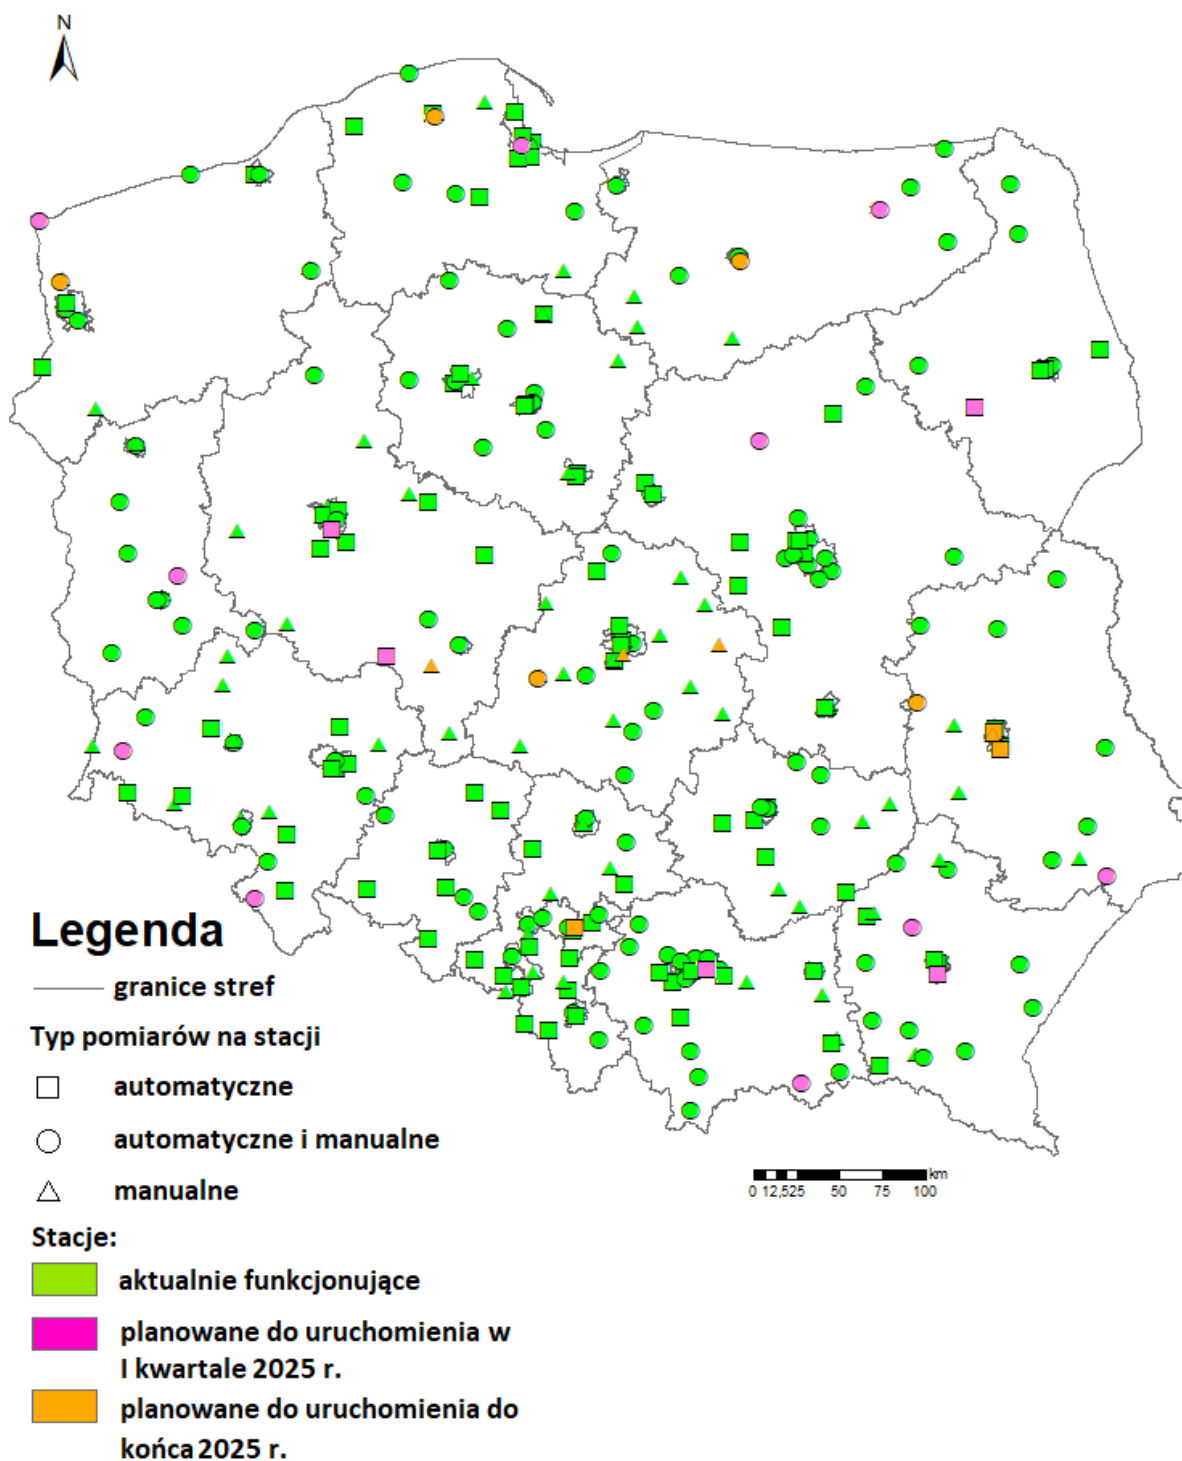 N
Legenda
granice stref
Typ pomiarów na stacji
automatyczne
automatyczne i manualne
manualne
km
0 12,525 50 75 100
Stacje:
aktualnie funkcjonujące
planowane do uruchomienia w
I kwartale 2025 r.
planowane do uruchomienia do
końca 2025 r.